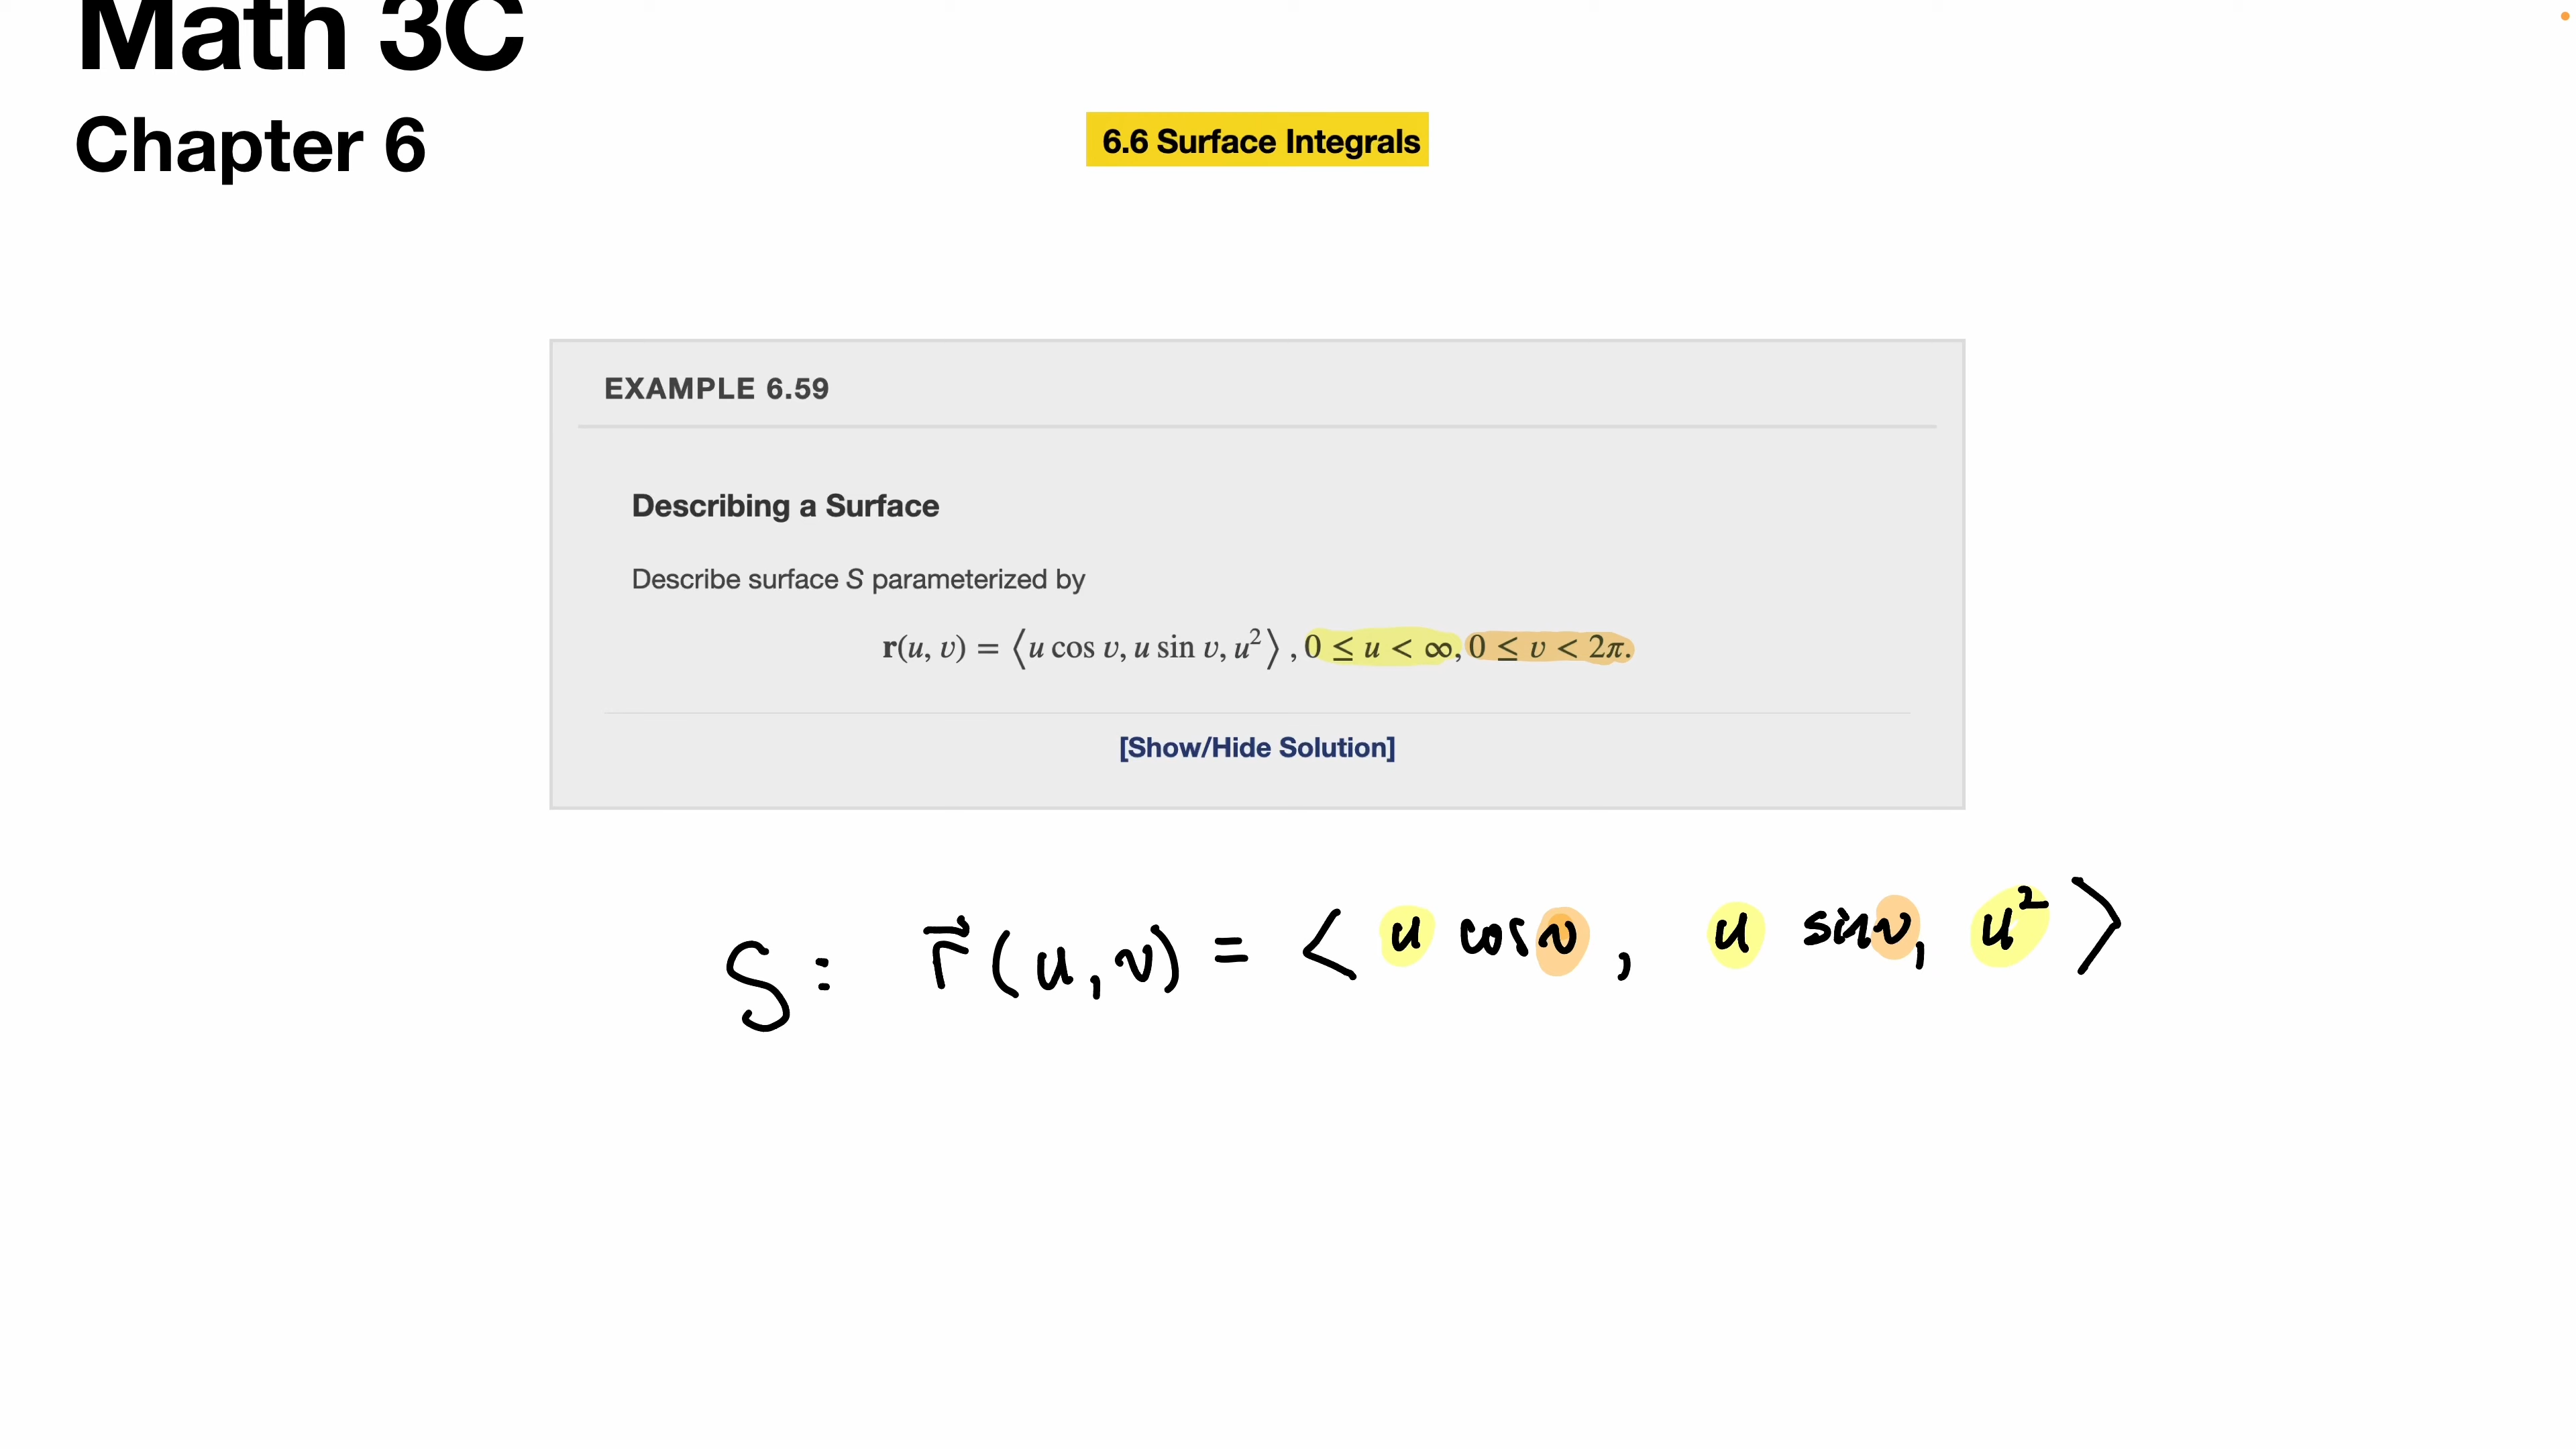 Math 3C
Chapter 6
6.6 Surface Integrals
EXAMPLE 6.59
Describing a Surface
Describe surface S parameterized by
r(u, v) = ⟨u cos v, u sin v, u²⟩ , 0 ≤ u < ∞, 0 ≤ v < 2π.
[Show/Hide Solution]
S: r⃗(u,v) = < u cos v , u sin v, u² >